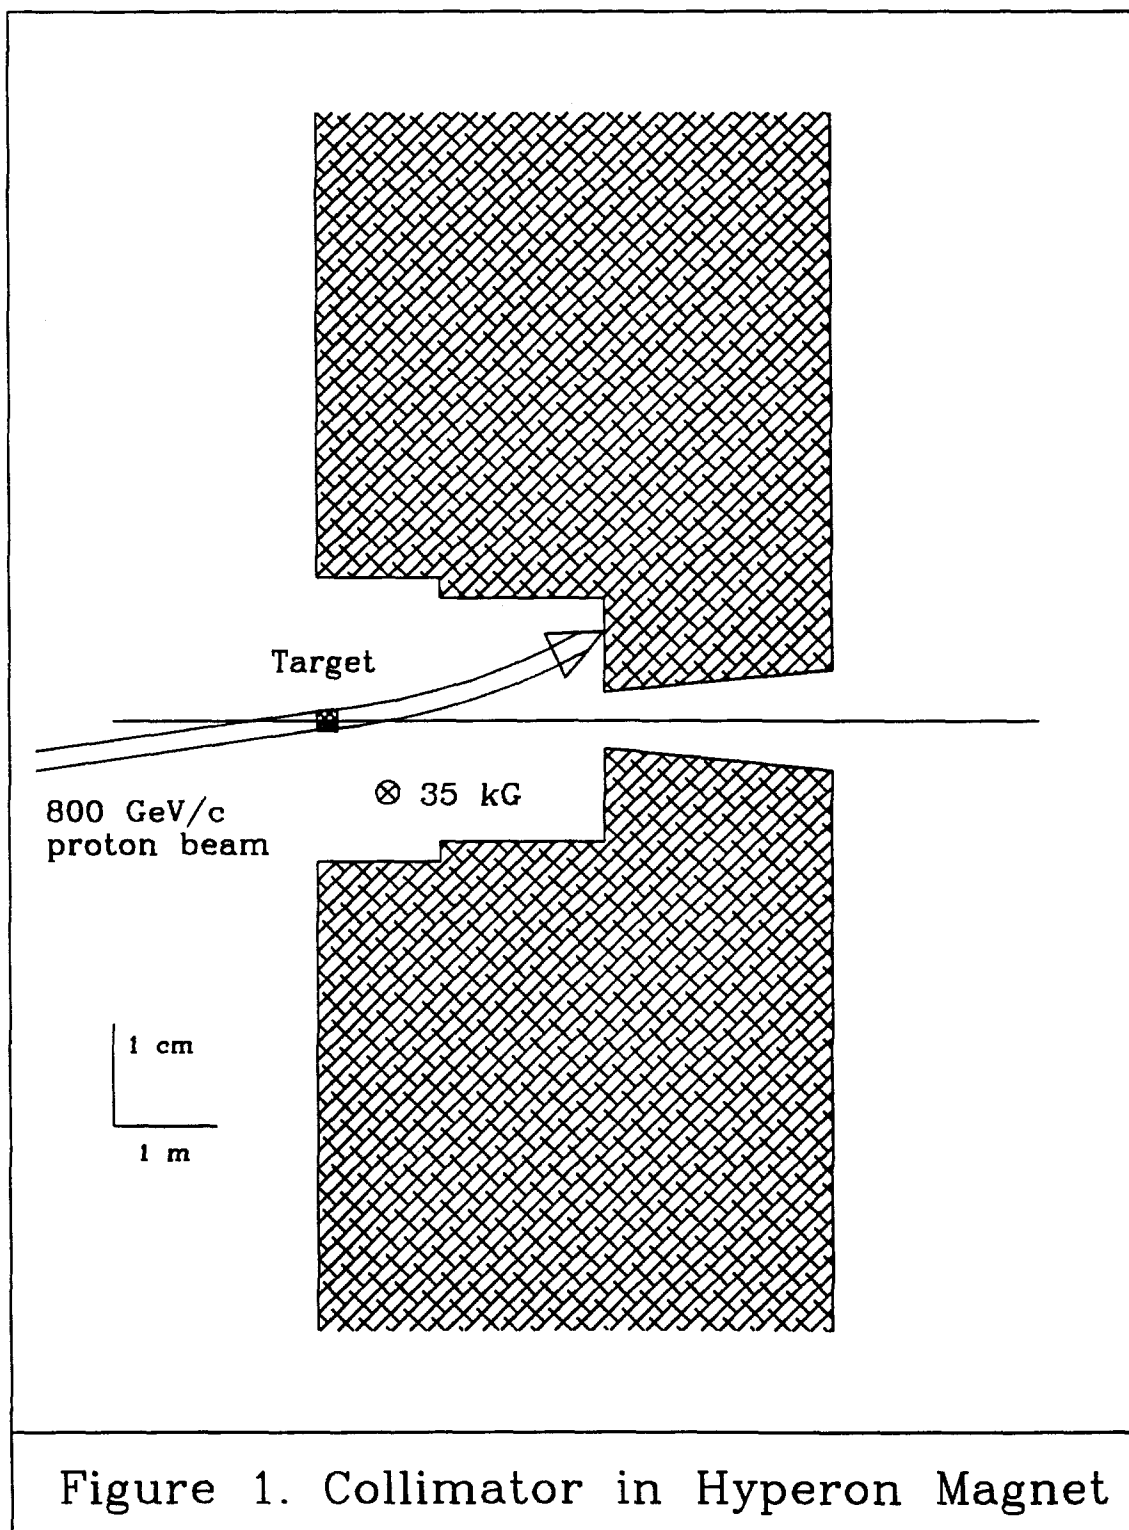 Target
800 GeV/c
proton beam
⊗ 35 kG
1 cm
1 m
Figure 1. Collimator in Hyperon Magnet